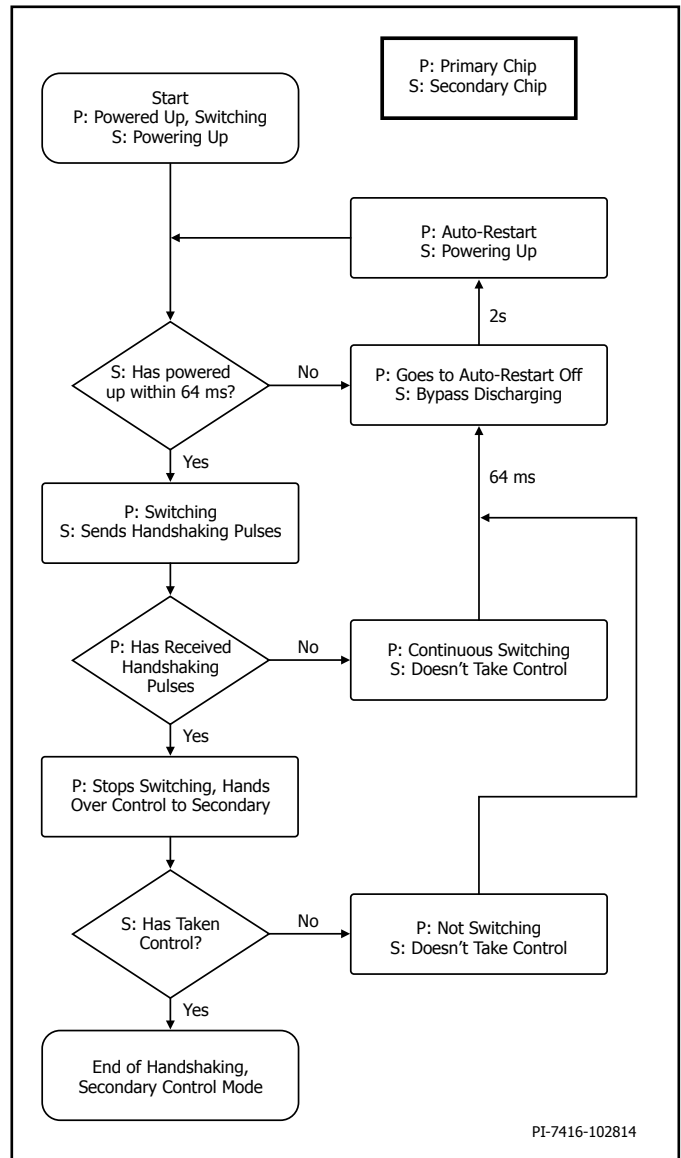 P: Primary Chip
S: Secondary Chip
Start
P: Powered Up, Switching
S: Powering Up
P: Auto-Restart
S: Powering Up
2s
S: Has powered
up within 64 ms?
No
P: Goes to Auto-Restart Off
S: Bypass Discharging
Yes
64 ms
P: Switching
S: Sends Handshaking Pulses
P: Has Received
Handshaking
Pulses
No
P: Continuous Switching
S: Doesn’t Take Control
Yes
P: Stops Switching, Hands
Over Control to Secondary
S: Has Taken
Control?
No
P: Not Switching
S: Doesn’t Take Control
Yes
End of Handshaking,
Secondary Control Mode
PI-7416-102814